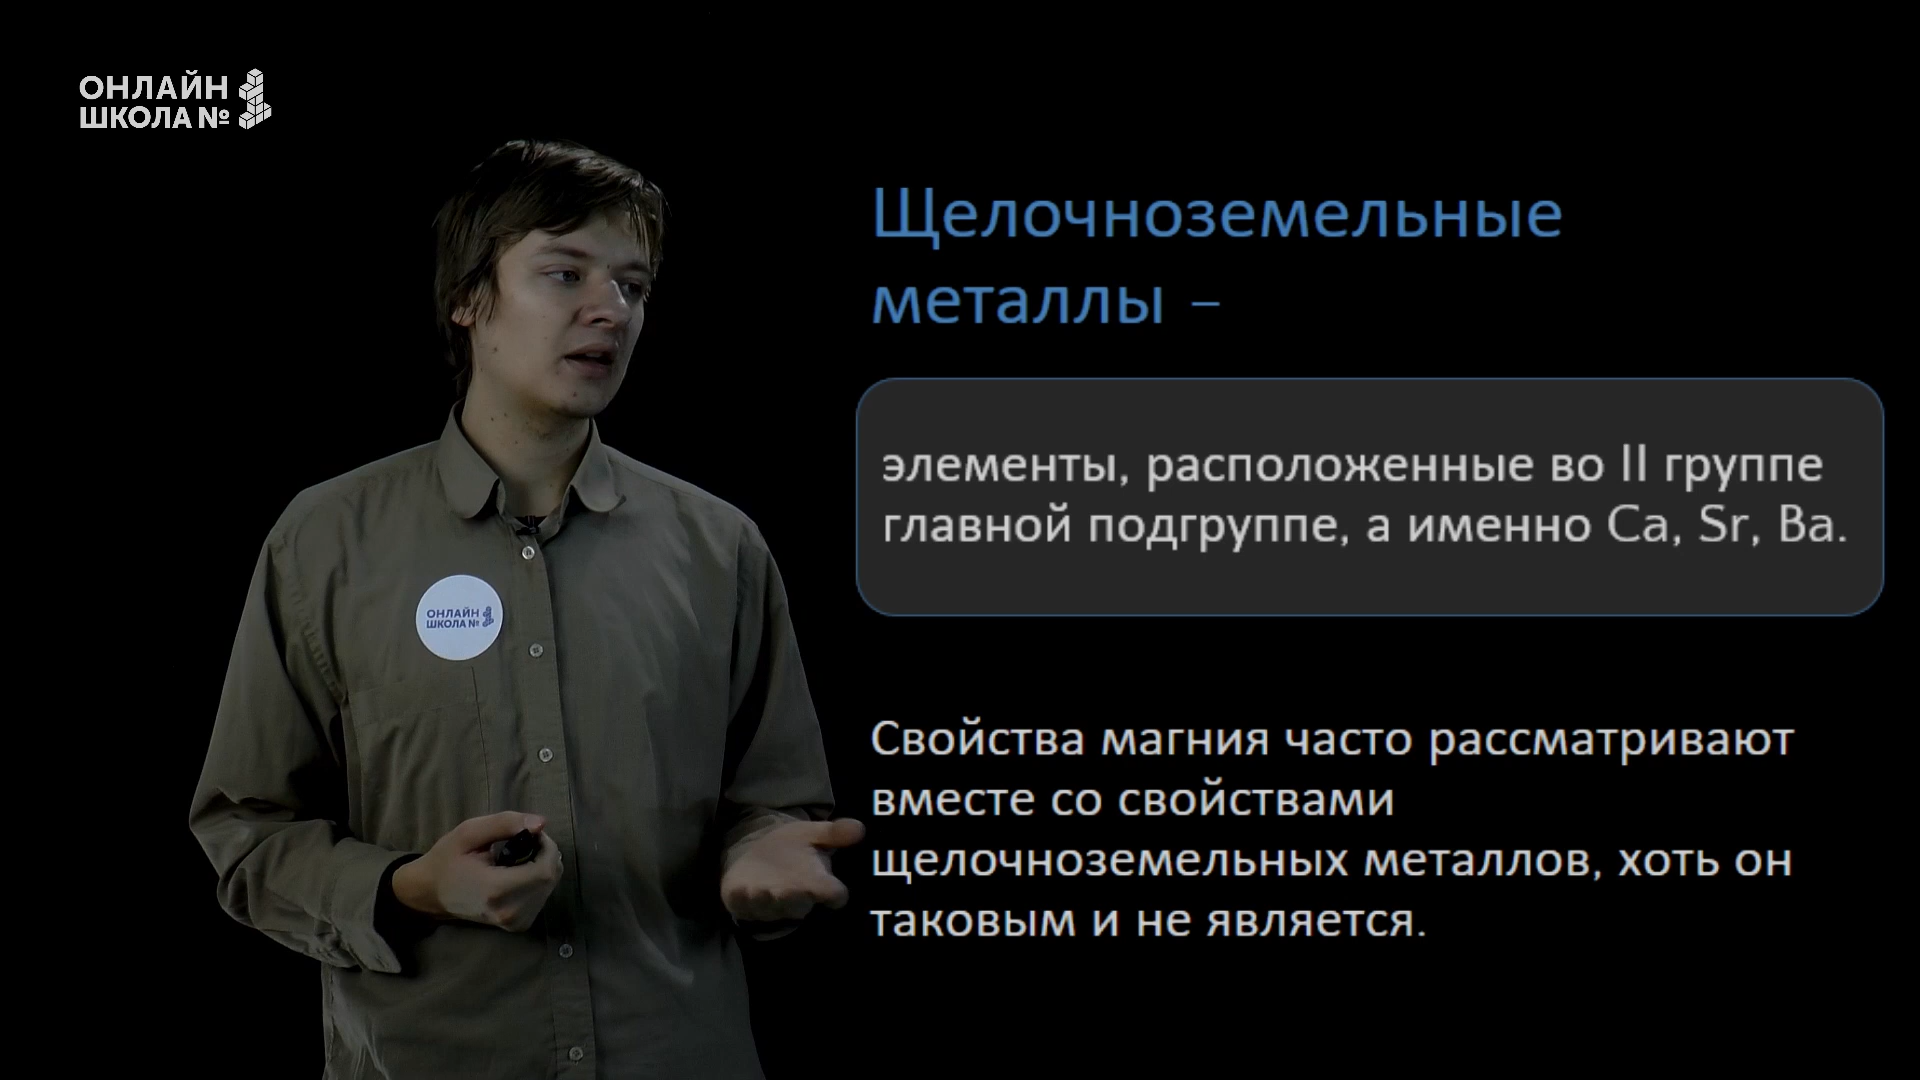 ОНЛАЙН
ШКОЛА №
Щелочноземельные
металлы –
элементы, расположенные во II группе
главной подгруппе, а именно Ca, Sr, Ba.
ОНЛАЙН
ШКОЛА №
Свойства магния часто рассматривают
вместе со свойствами
щелочноземельных металлов, хоть он
таковым и не является.